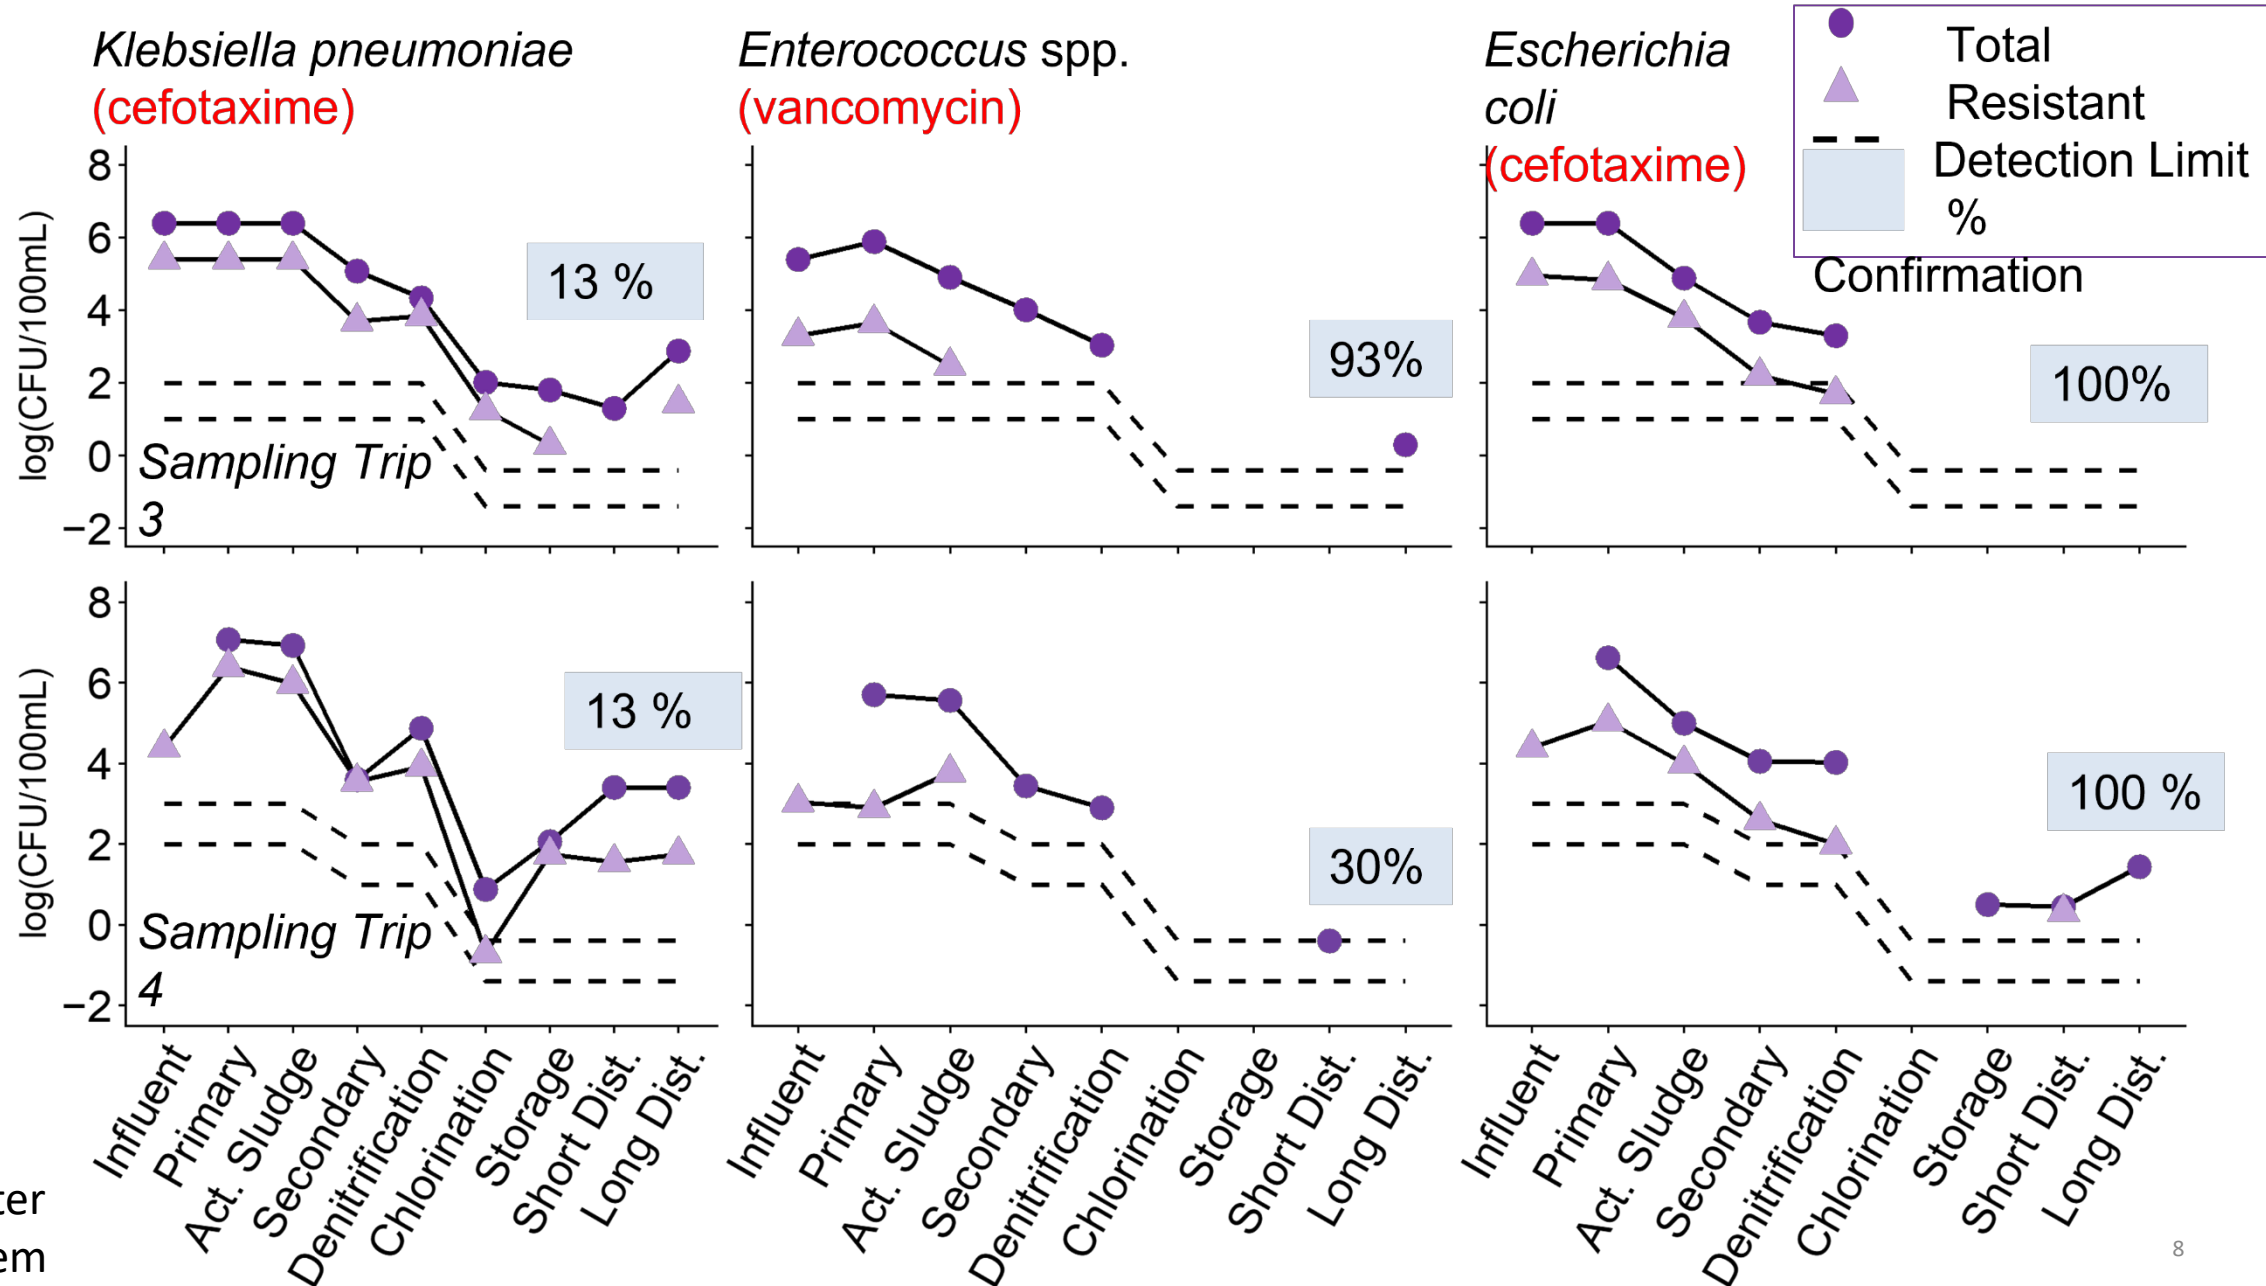 Klebsiella pneumoniae
(cefotaxime)
Enterococcus spp.
(vancomycin)
Escherichia
coli
(cefotaxime)
Total
Resistant
Detection Limit
%
Confirmation
log(CFU/100mL)
8
6
4
2
0
−2
13 %
Sampling Trip
3
93%
100%
log(CFU/100mL)
8
6
4
2
0
−2
13 %
Sampling Trip
4
30%
100 %
Influent
Primary
Act. Sludge
Secondary
Denitrification
Chlorination
Storage
Short Dist.
Long Dist.
Influent
Primary
Act. Sludge
Secondary
Denitrification
Chlorination
Storage
Short Dist.
Long Dist.
Influent
Primary
Act. Sludge
Secondary
Denitrification
Chlorination
Storage
Short Dist.
Long Dist.
ter
em
8